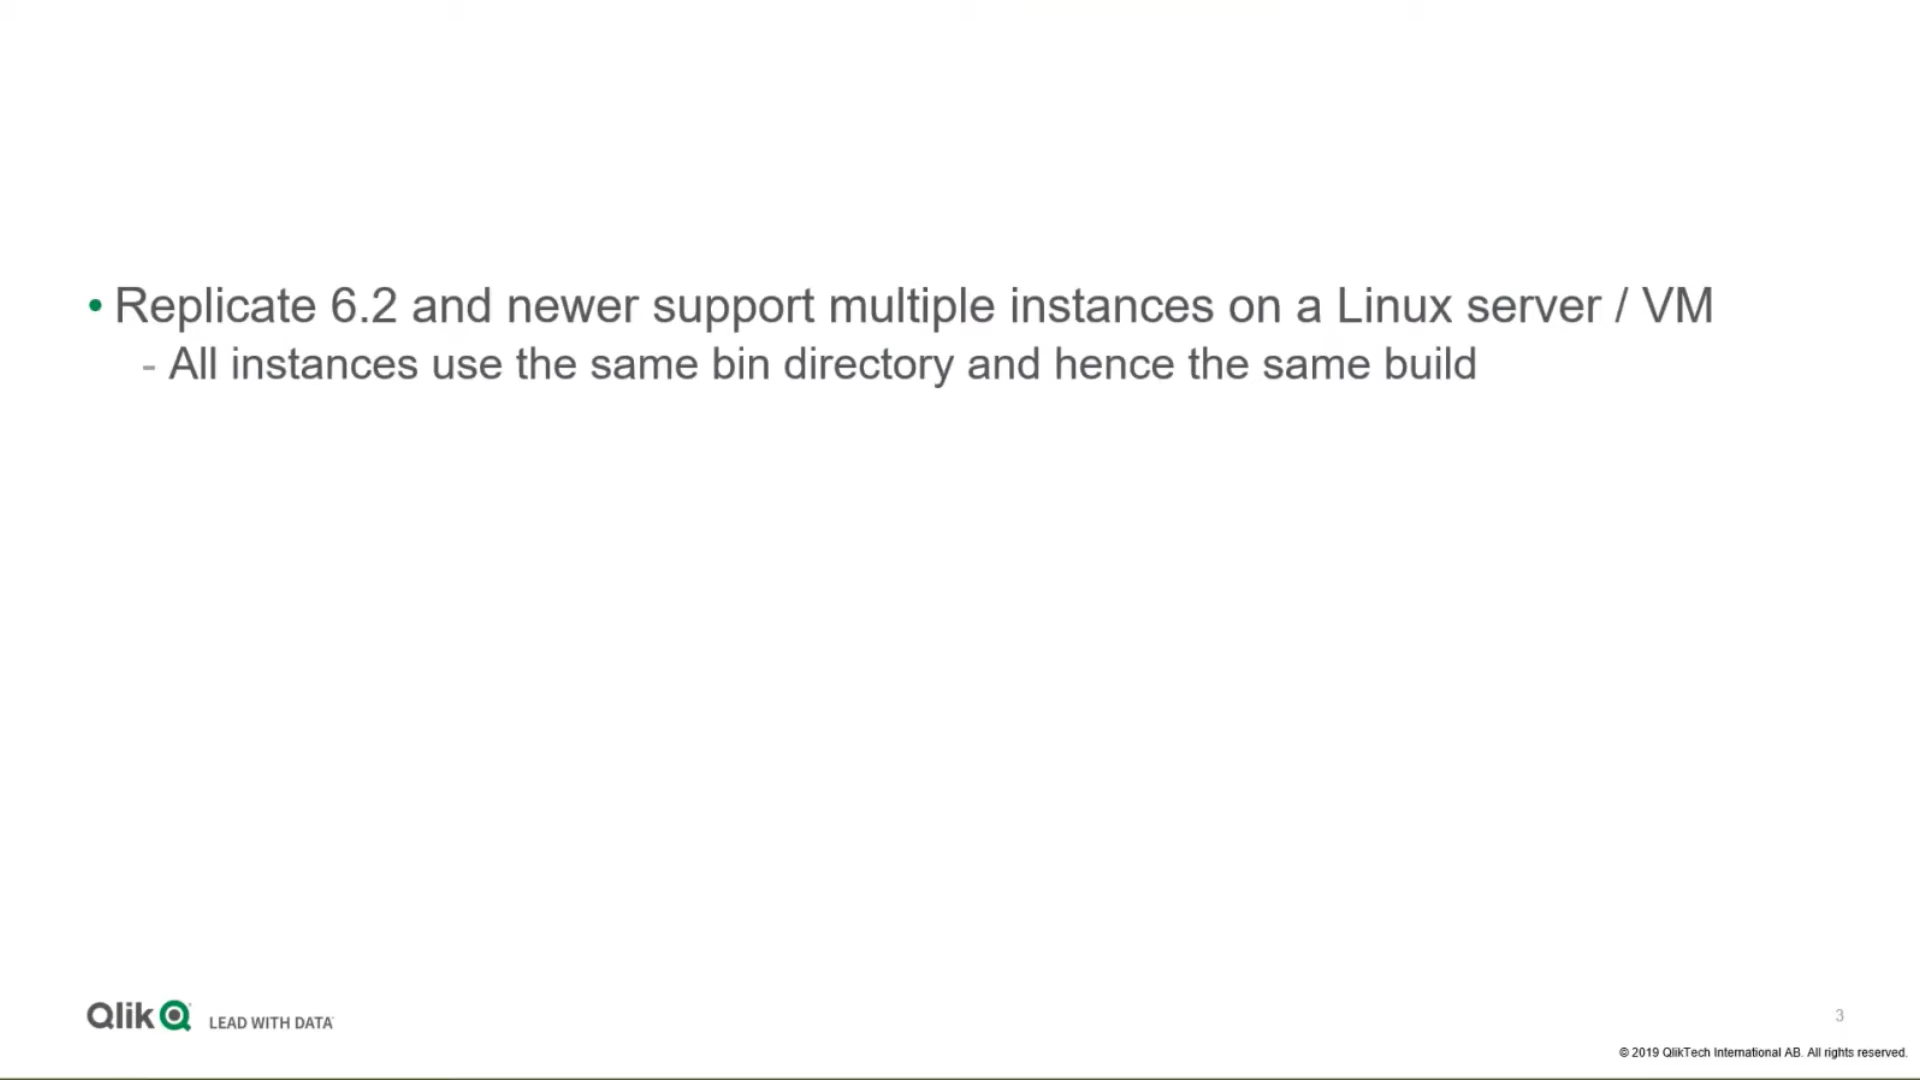 • Replicate 6.2 and newer support multiple instances on a Linux server / VM
- All instances use the same bin directory and hence the same build
Qlik LEAD WITH DATA
3
© 2019 QlikTech International AB. All rights reserved.